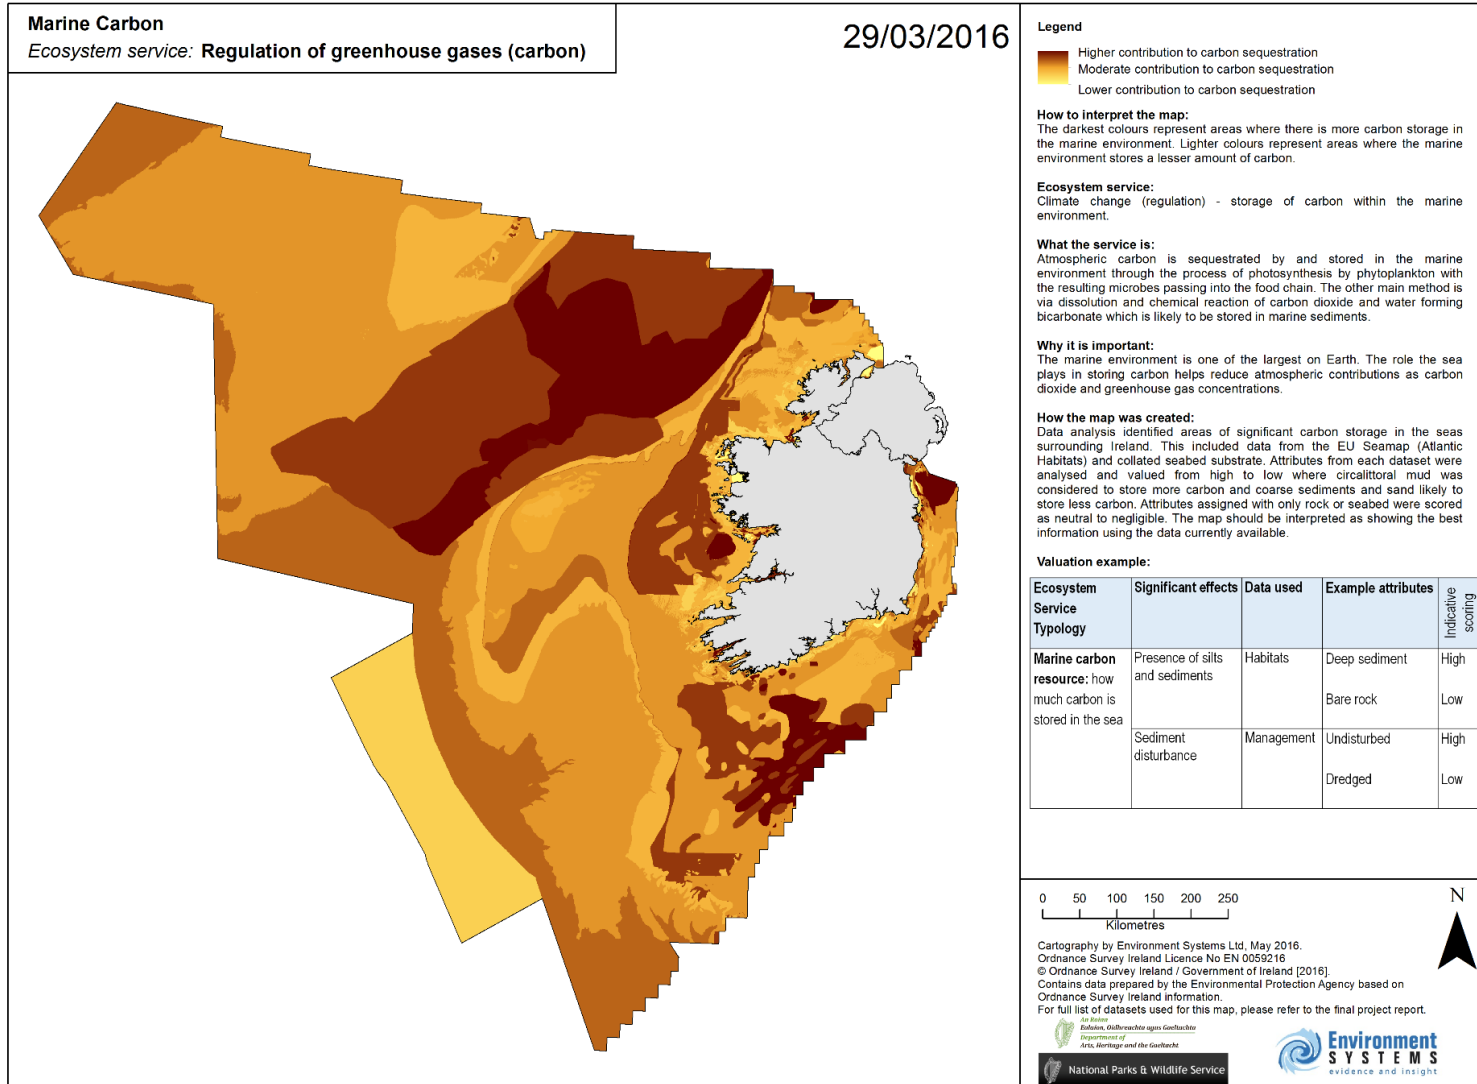 Marine Carbon
Ecosystem service: Regulation of greenhouse gases (carbon)
29/03/2016
Legend
Higher contribution to carbon sequestration
Moderate contribution to carbon sequestration
Lower contribution to carbon sequestration
How to interpret the map:
The darkest colours represent areas where there is more carbon storage in
the marine environment. Lighter colours represent areas where the marine
environment stores a lesser amount of carbon.
Ecosystem service:
Climate change (regulation) - storage of carbon within the marine
environment.
What the service is:
Atmospheric carbon is sequestrated by and stored in the marine
environment through the process of photosynthesis by phytoplankton with
the resulting microbes passing into the food chain. The other main method is
via dissolution and chemical reaction of carbon dioxide and water forming
bicarbonate which is likely to be stored in marine sediments.
Why it is important:
The marine environment is one of the largest on Earth. The role the sea
plays in storing carbon helps reduce atmospheric contributions as carbon
dioxide and greenhouse gas concentrations.
How the map was created:
Data analysis identified areas of significant carbon storage in the seas
surrounding Ireland. This included data from the EU Seamap (Atlantic
Habitats) and collated seabed substrate. Attributes from each dataset were
analysed and valued from high to low where circalittoral mud was
considered to store more carbon and coarse sediments and sand likely to
store less carbon. Attributes assigned with only rock or seabed were scored
as neutral to negligible. The map should be interpreted as showing the best
information using the data currently available.
Valuation example:
Ecosystem Service Typology
Significant effects
Data used
Example attributes
Indicative scoring
Marine carbon resource: how much carbon is stored in the sea
Presence of silts and sediments
Habitats
Deep sediment
High
Bare rock
Low
Sediment disturbance
Management
Undisturbed
High
Dredged
Low
0 50 100 150 200 250
Kilometres
N
Cartography by Environment Systems Ltd, May 2016.
Ordnance Survey Ireland Licence No EN 0059216
© Ordnance Survey Ireland / Government of Ireland [2016].
Contains data prepared by the Environmental Protection Agency based on
Ordnance Survey Ireland information.
For full list of datasets used for this map, please refer to the final project report.
An Roinn
Ealaíon, Oidhreachta agus Gaeltachta
Department of
Arts, Heritage and the Gaeltacht
National Parks & Wildlife Service
Environment
SYSTEMS
evidence and insight